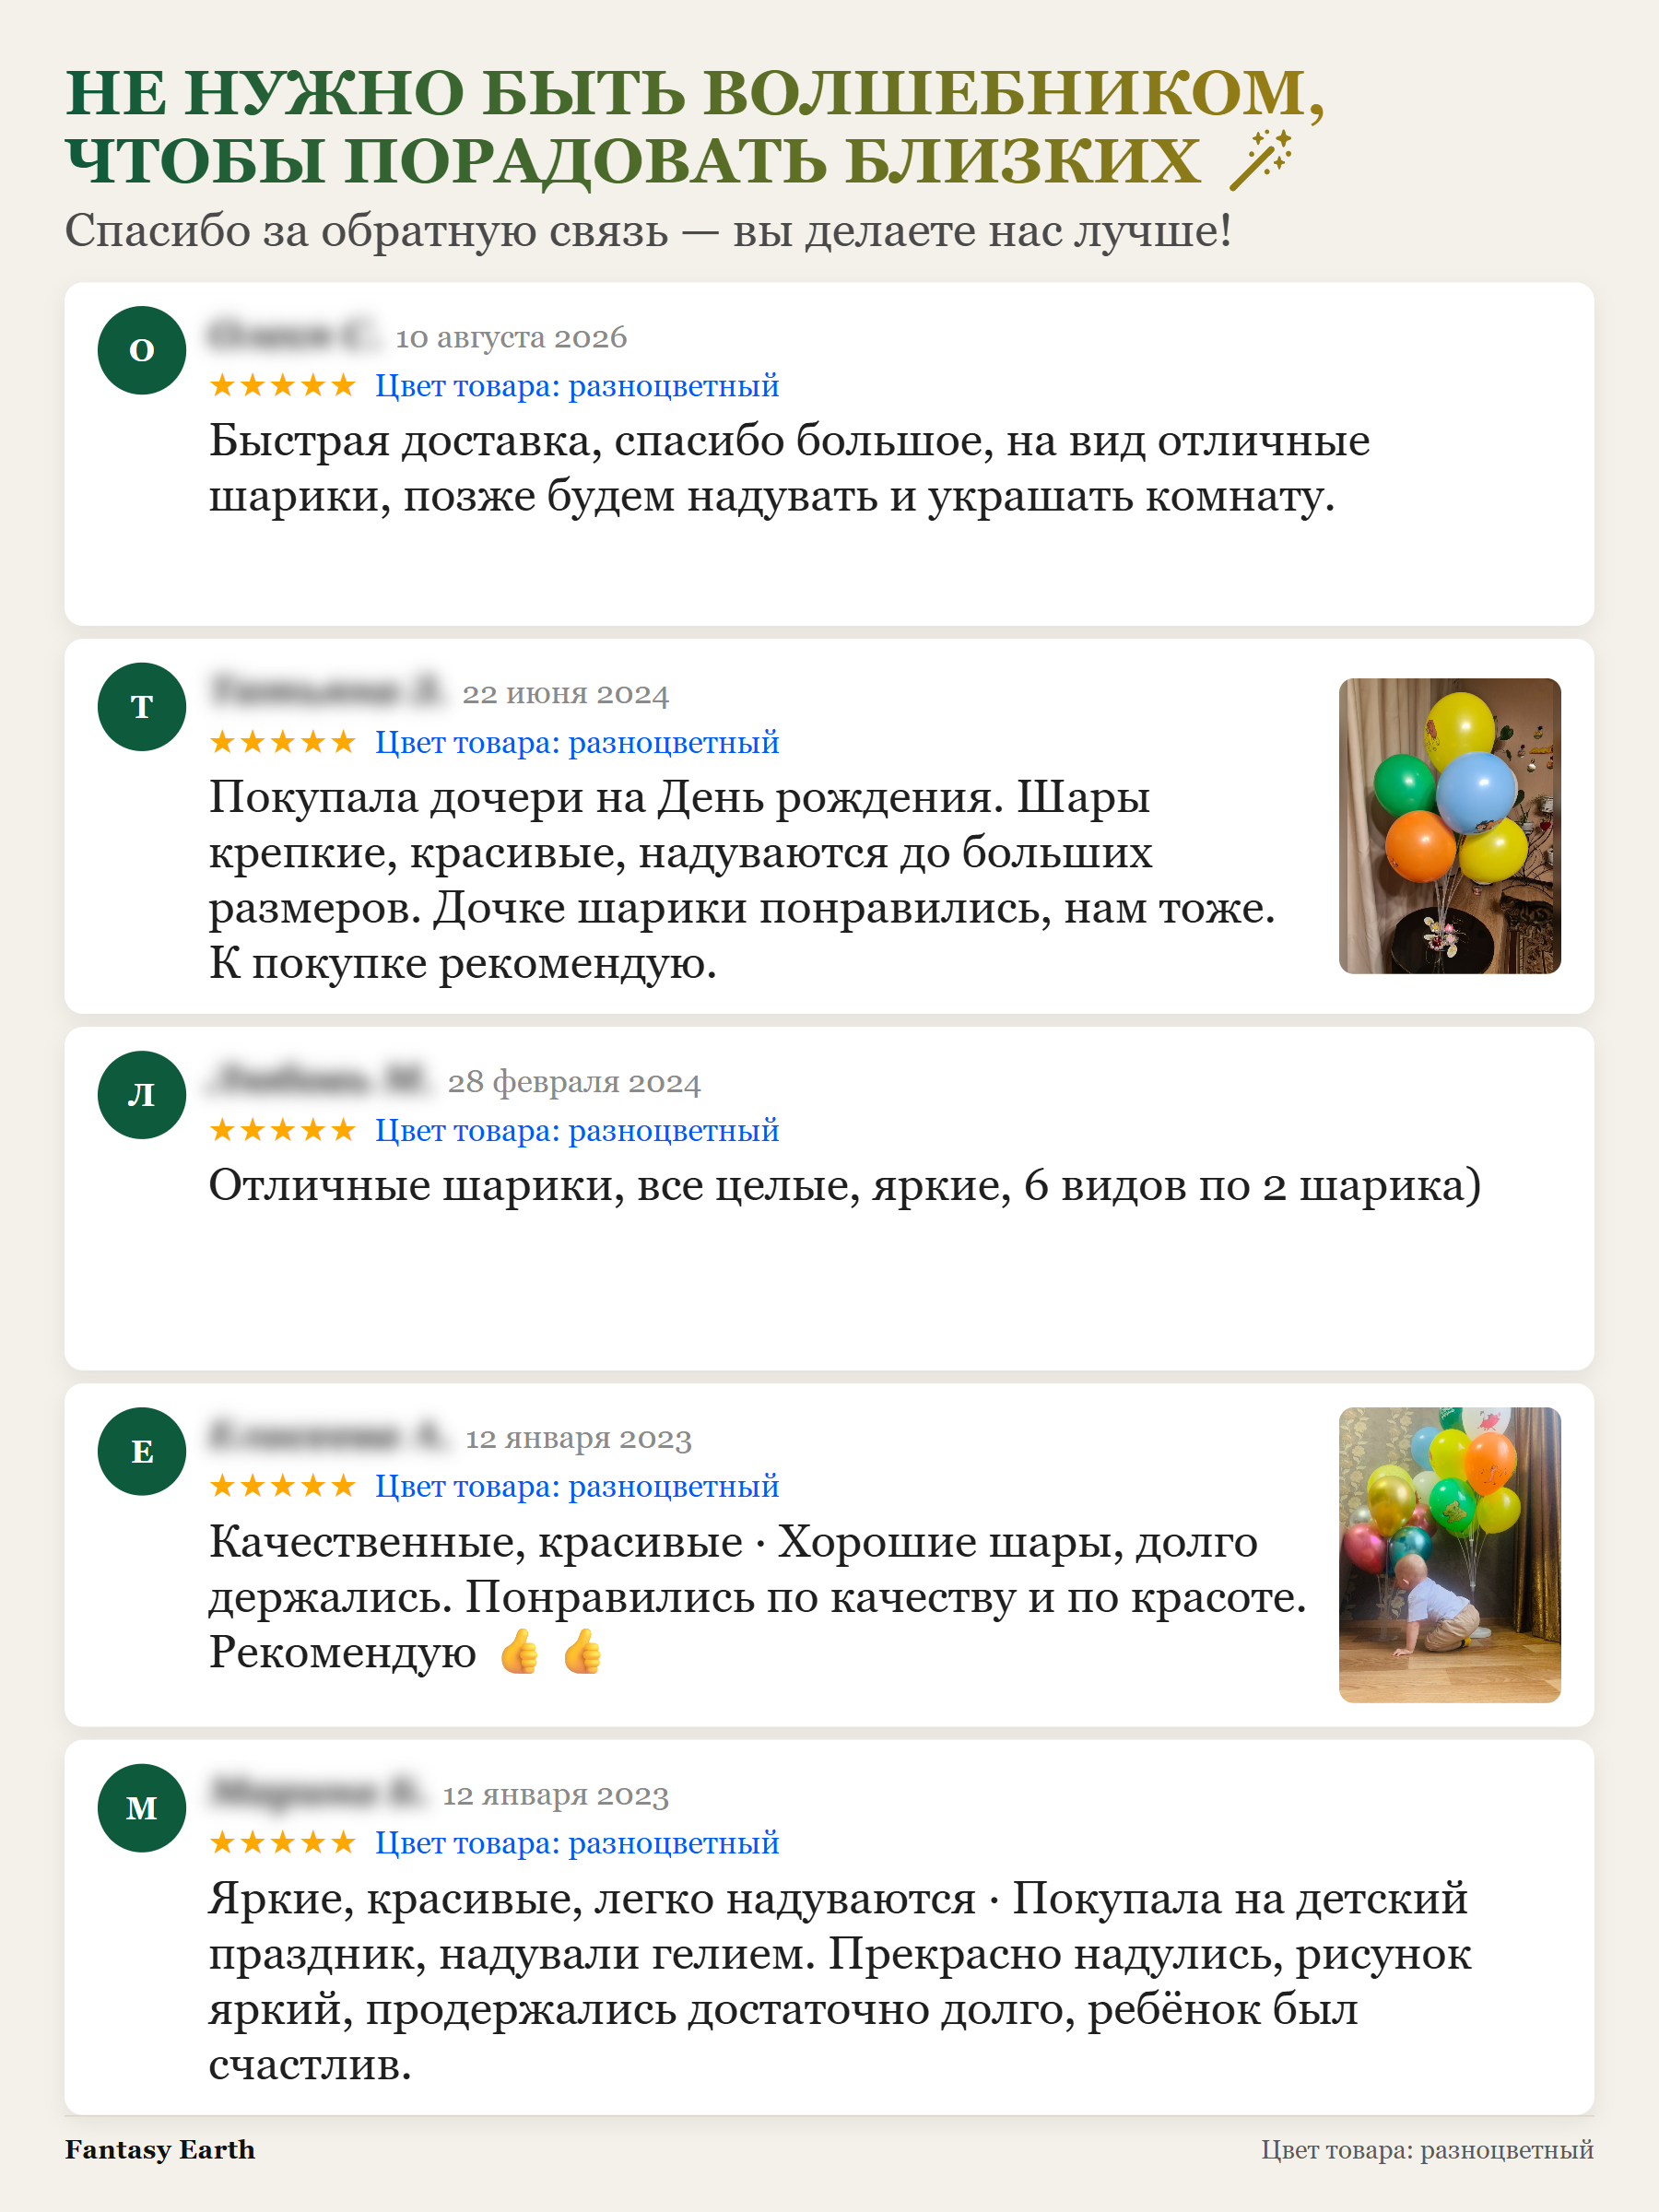 НЕ НУЖНО БЫТЬ ВОЛШЕБНИКОМ,
ЧТОБЫ ПОРАДОВАТЬ БЛИЗКИХ
Спасибо за обратную связь — вы делаете нас лучше!
О
10 августа 2026
★★★★★ Цвет товара: разноцветный
Быстрая доставка, спасибо большое, на вид отличные
шарики, позже будем надувать и украшать комнату.
Т
22 июня 2024
★★★★★ Цвет товара: разноцветный
Покупала дочери на День рождения. Шары
крепкие, красивые, надуваются до больших
размеров. Дочке шарики понравились, нам тоже.
К покупке рекомендую.
Л
28 февраля 2024
★★★★★ Цвет товара: разноцветный
Отличные шарики, все целые, яркие, 6 видов по 2 шарика)
Е
12 января 2023
★★★★★ Цвет товара: разноцветный
Качественные, красивые · Хорошие шары, долго
держались. Понравились по качеству и по красоте.
Рекомендую 👍 👍
М
12 января 2023
★★★★★ Цвет товара: разноцветный
Яркие, красивые, легко надуваются · Покупала на детский
праздник, надували гелием. Прекрасно надулись, рисунок
яркий, продержались достаточно долго, ребёнок был
счастлив.
Fantasy Earth
Цвет товара: разноцветный